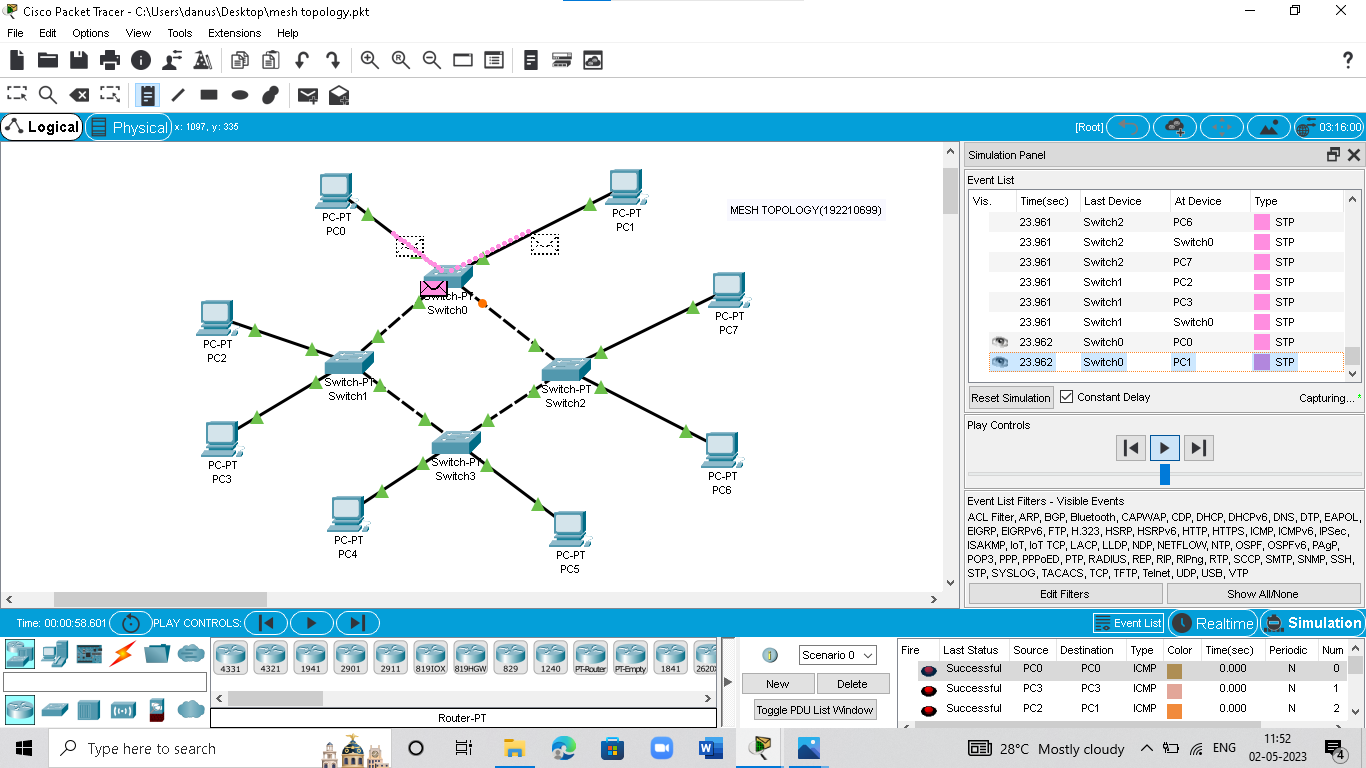 Cisco Packet Tracer - C:\Users\danus\Desktop\mesh topology.pkt
File Edit Options View Tools Extensions Help
Logical Physical x: 1097, y: 335 [Root] 03:16:00
MESH TOPOLOGY(192210699)
PC-PT
PC0
PC-PT
PC1
Switch-PT
Switch0
PC-PT
PC7
PC-PT
PC2
Switch-PT
Switch1
Switch-PT
Switch2
PC-PT
PC3
Switch-PT
Switch3
PC-PT
PC6
PC-PT
PC4
PC-PT
PC5
Simulation Panel
Event List
Vis. Time(sec) Last Device At Device Type
23.961 Switch2 PC6 STP
23.961 Switch2 Switch0 STP
23.961 Switch2 PC7 STP
23.961 Switch1 PC2 STP
23.961 Switch1 PC3 STP
23.961 Switch1 Switch0 STP
23.962 Switch0 PC0 STP
23.962 Switch0 PC1 STP
Reset Simulation Constant Delay Capturing... *
Play Controls
Event List Filters - Visible Events
ACL Filter, ARP, BGP, Bluetooth, CAPWAP, CDP, DHCP, DHCPv6, DNS, DTP, EAPOL,
EIGRP, EIGRPv6, FTP, H.323, HSRP, HSRPv6, HTTP, HTTPS, ICMP, ICMPv6, IPSec,
ISAKMP, IoT, IoT TCP, LACP, LLDP, NDP, NETFLOW, NTP, OSPF, OSPFv6, PAgP,
POP3, PPP, PPPoED, PTP, RADIUS, REP, RIP, RIPng, RTP, SCCP, SMTP, SNMP, SSH,
STP, SYSLOG, TACACS, TCP, TFTP, Telnet, UDP, USB, VTP
Edit Filters Show All/None
Time: 00:00:58.601 PLAY CONTROLS: Event List Realtime Simulation
4331 4321 1941 2901 2911 819IOX 819HGW 829 1240 PT-Router PT-Empty 1841 2620X
Router-PT
Scenario 0
New Delete
Toggle PDU List Window
Fire Last Status Source Destination Type Color Time(sec) Periodic Num
Successful PC0 PC0 ICMP 0.000 N 0
Successful PC3 PC3 ICMP 0.000 N 1
Successful PC2 PC1 ICMP 0.000 N 2
Type here to search
28°C Mostly cloudy ENG
11:52
02-05-2023
4